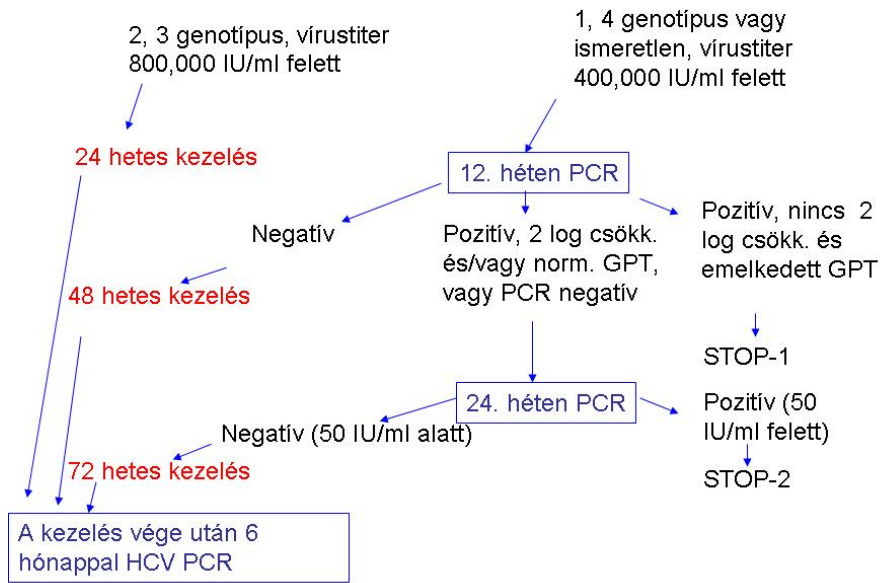 2, 3 genotípus, vírustiter
800,000 IU/ml felett
1, 4 genotípus vagy
ismeretlen, vírustiter
400,000 IU/ml felett
24 hetes kezelés
12. héten PCR
Negatív
Pozitív, 2 log csökk.
és/vagy norm. GPT,
vagy PCR negatív
Pozitív, nincs 2
log csökk. és
emelkedett GPT
48 hetes kezelés
STOP-1
24. héten PCR
Negatív (50 IU/ml alatt)
Pozitív (50
IU/ml felett)
72 hetes kezelés
STOP-2
A kezelés vége után 6
hónappal HCV PCR